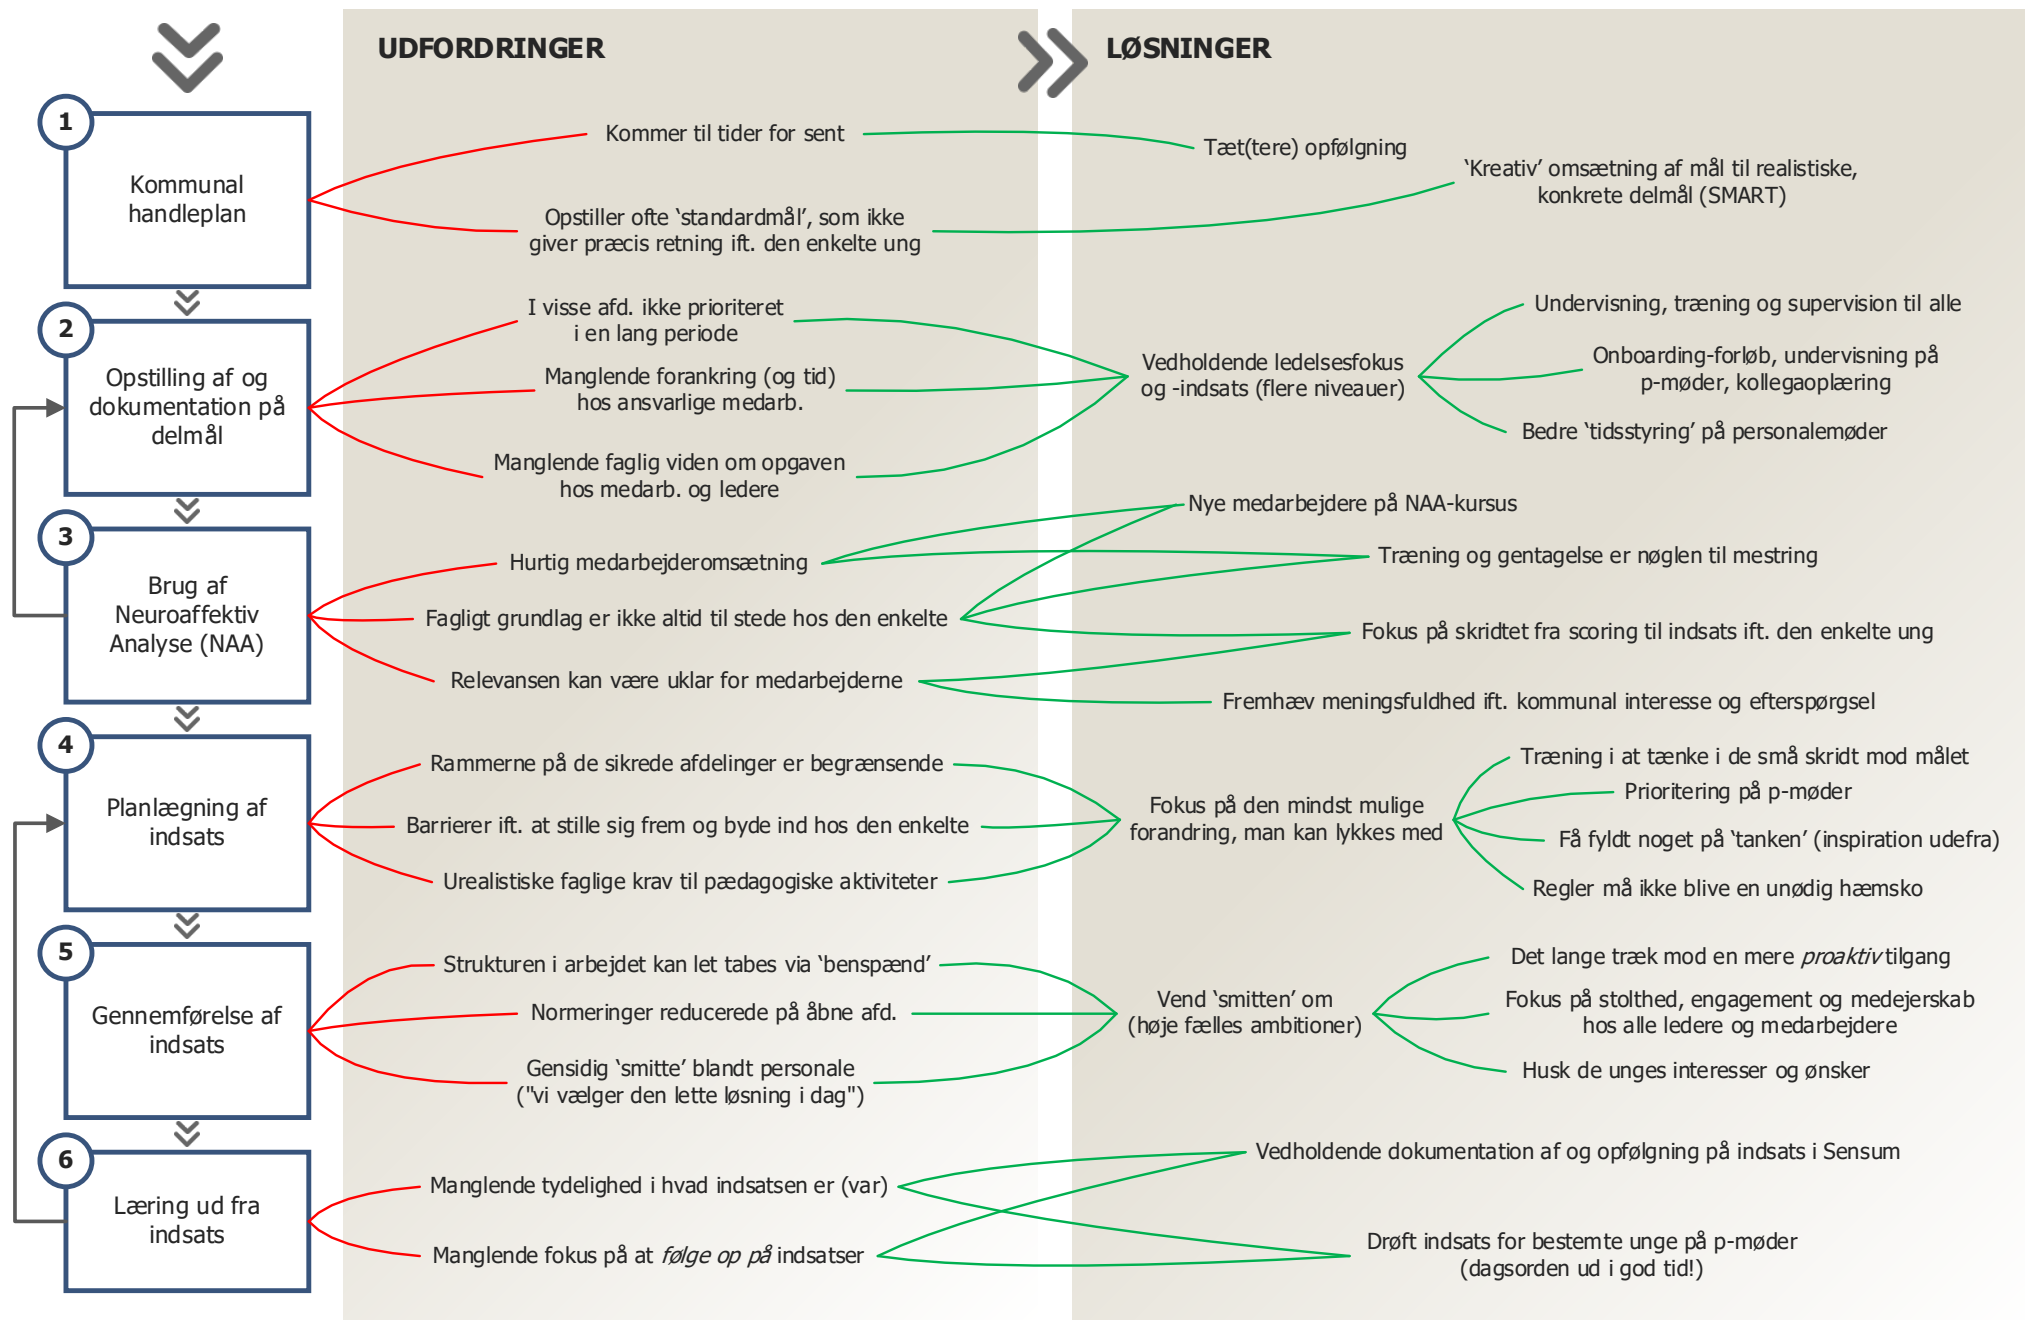 UDFORDRINGER
LØSNINGER
1
Kommunal
handleplan
Kommer til tider for sent
Tæt(tere) opfølgning
Opstiller ofte ‘standardmål’, som ikke
giver præcis retning ift. den enkelte ung
‘Kreativ’ omsætning af mål til realistiske,
konkrete delmål (SMART)
2
Opstilling af og
dokumentation på
delmål
I visse afd. ikke prioriteret
i en lang periode
Manglende forankring (og tid)
hos ansvarlige medarb.
Manglende faglig viden om opgaven
hos medarb. og ledere
Vedholdende ledelsesfokus
og -indsats (flere niveauer)
Undervisning, træning og supervision til alle
Onboarding-forløb, undervisning på
p-møder, kollegaoplæring
Bedre ‘tidsstyring’ på personalemøder
3
Brug af
Neuroaffektiv
Analyse (NAA)
Hurtig medarbejderomsætning
Fagligt grundlag er ikke altid til stede hos den enkelte
Relevansen kan være uklar for medarbejderne
Nye medarbejdere på NAA-kursus
Træning og gentagelse er nøglen til mestring
Fokus på skridtet fra scoring til indsats ift. den enkelte ung
Fremhæv meningsfuldhed ift. kommunal interesse og efterspørgsel
4
Planlægning af
indsats
Rammerne på de sikrede afdelinger er begrænsende
Barrierer ift. at stille sig frem og byde ind hos den enkelte
Urealistiske faglige krav til pædagogiske aktiviteter
Fokus på den mindst mulige
forandring, man kan lykkes med
Træning i at tænke i de små skridt mod målet
Prioritering på p-møder
Få fyldt noget på ‘tanken’ (inspiration udefra)
Regler må ikke blive en unødig hæmsko
5
Gennemførelse af
indsats
Strukturen i arbejdet kan let tabes via ‘benspænd’
Normeringer reducerede på åbne afd.
Gensidig ‘smitte’ blandt personale
("vi vælger den lette løsning i dag")
Vend ‘smitten’ om
(høje fælles ambitioner)
Det lange træk mod en mere proaktiv tilgang
Fokus på stolthed, engagement og medejerskab
hos alle ledere og medarbejdere
Husk de unges interesser og ønsker
6
Læring ud fra
indsats
Manglende tydelighed i hvad indsatsen er (var)
Manglende fokus på at følge op på indsatser
Vedholdende dokumentation af og opfølgning på indsats i Sensum
Drøft indsats for bestemte unge på p-møder
(dagsorden ud i god tid!)